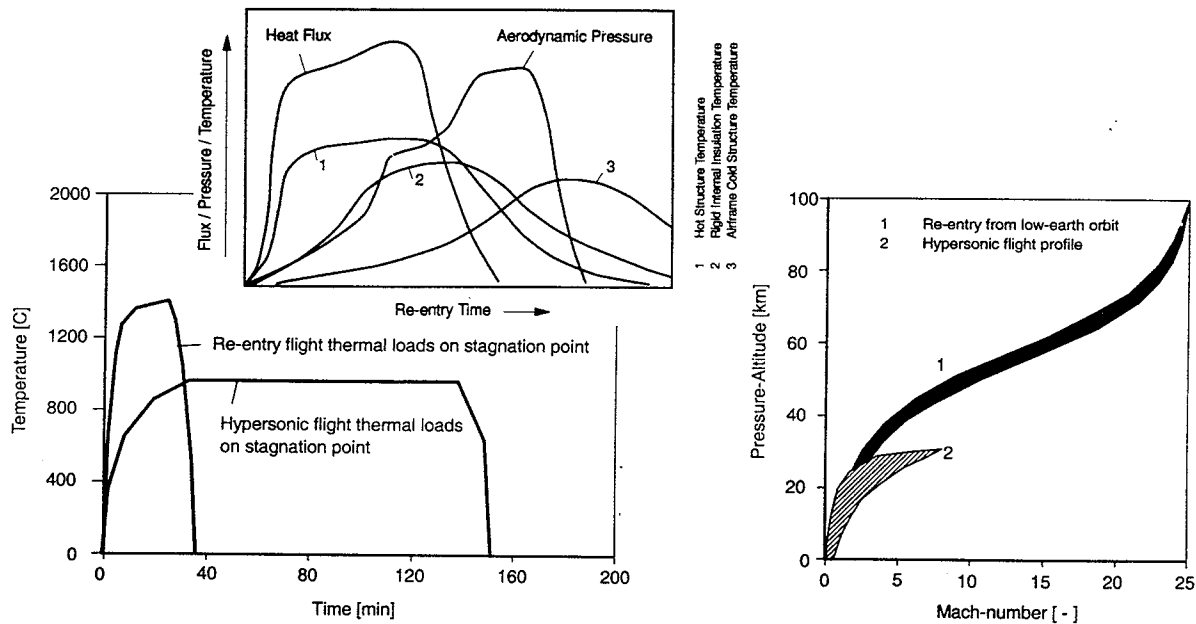 Heat Flux
Aerodynamic Pressure
1
2
3
Flux / Pressure / Temperature
Re-entry Time
1 Hot Structure Temperature
2 Rigid Internal Insulation Temperature
3 Airframe Cold Structure Temperature
2000
1600
1200
800
400
0
Temperature [C]
Re-entry flight thermal loads on stagnation point
Hypersonic flight thermal loads
on stagnation point
0 40 80 120 160 200
Time [min]
100
80
60
40
20
0
Pressure-Altitude [km]
1 Re-entry from low-earth orbit
2 Hypersonic flight profile
1
2
0 5 10 15 20 25
Mach-number [ - ]